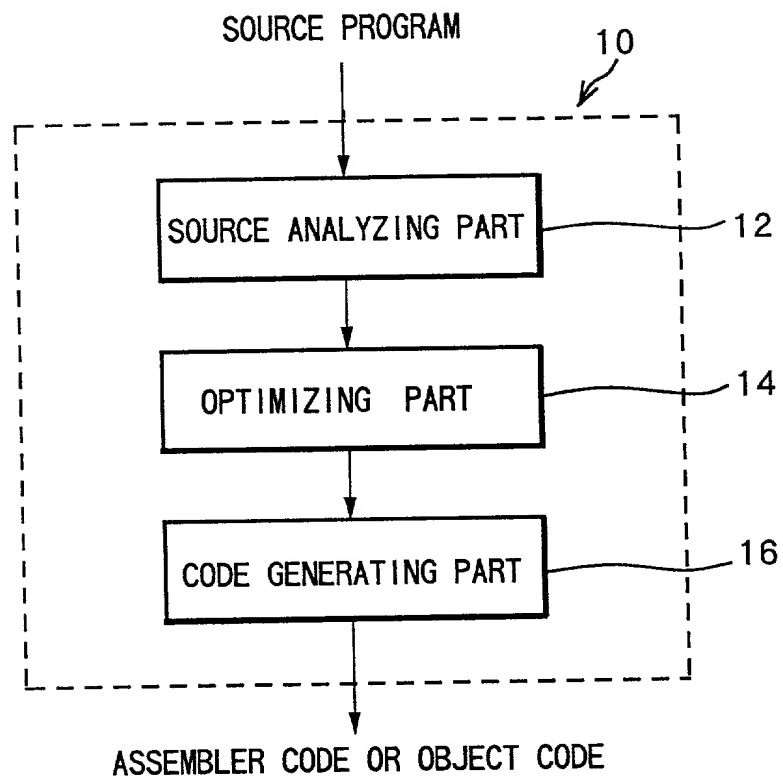 SOURCE PROGRAM
10
SOURCE ANALYZING PART
12
OPTIMIZING PART
14
CODE GENERATING PART
16
ASSEMBLER CODE OR OBJECT CODE